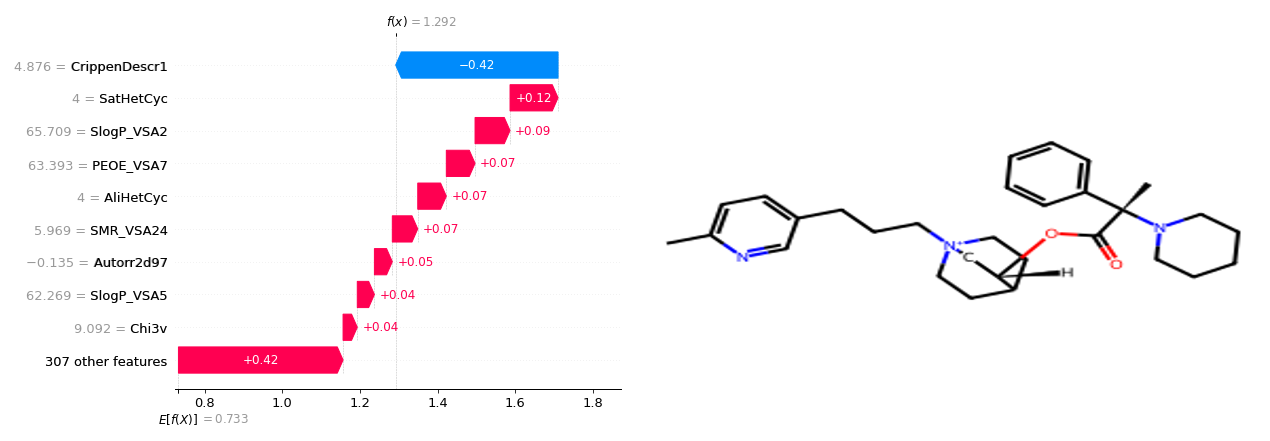 f(x) = 1.292
4.876 = CrippenDescr1
−0.42
4 = SatHetCyc
+0.12
65.709 = SlogP_VSA2
+0.09
63.393 = PEOE_VSA7
+0.07
4 = AliHetCyc
+0.07
5.969 = SMR_VSA24
+0.07
−0.135 = Autorr2d97
+0.05
62.269 = SlogP_VSA5
+0.04
9.092 = Chi3v
+0.04
307 other features
+0.42
0.8 1.0 1.2 1.4 1.6 1.8
E[f(X)] = 0.733
N
N+
C
O
H
O
N